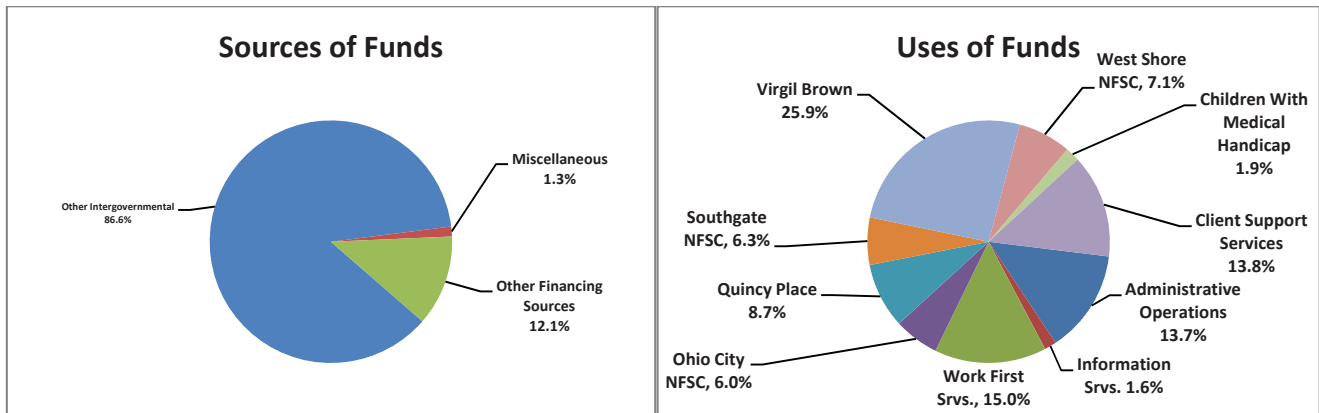 Sources of Funds
Other Intergovernmental
86.6%
Miscellaneous
1.3%
Other Financing
Sources
12.1%
Uses of Funds
Virgil Brown
25.9%
West Shore
NFSC, 7.1%
Children With
Medical
Handicap
1.9%
Client Support
Services
13.8%
Administrative
Operations
13.7%
Information
Srvs. 1.6%
Work First
Srvs., 15.0%
Ohio City
NFSC, 6.0%
Quincy Place
8.7%
Southgate
NFSC, 6.3%